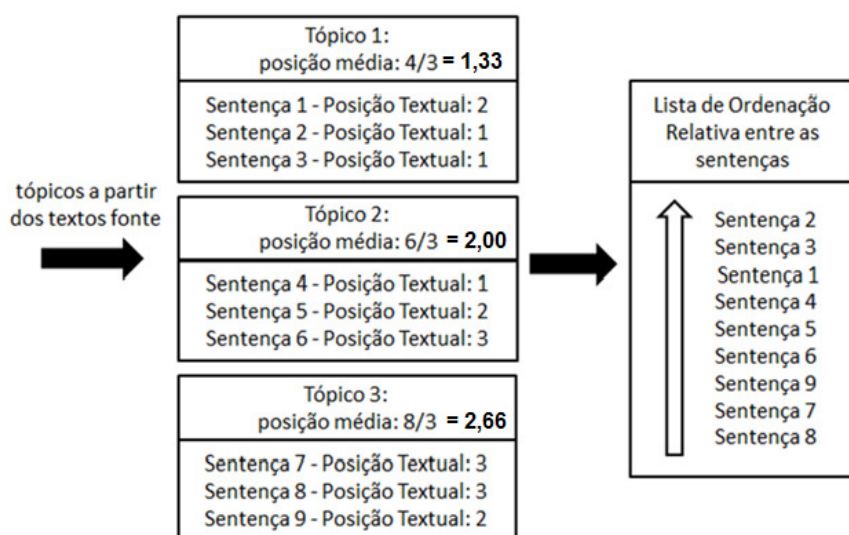 tópicos a partir
dos textos fonte
Tópico 1:
posição média: 4/3 = 1,33
Sentença 1 - Posição Textual: 2
Sentença 2 - Posição Textual: 1
Sentença 3 - Posição Textual: 1
Tópico 2:
posição média: 6/3 = 2,00
Sentença 4 - Posição Textual: 1
Sentença 5 - Posição Textual: 2
Sentença 6 - Posição Textual: 3
Tópico 3:
posição média: 8/3 = 2,66
Sentença 7 - Posição Textual: 3
Sentença 8 - Posição Textual: 3
Sentença 9 - Posição Textual: 2
Lista de Ordenação
Relativa entre as
sentenças
Sentença 2
Sentença 3
Sentença 1
Sentença 4
Sentença 5
Sentença 6
Sentença 9
Sentença 7
Sentença 8